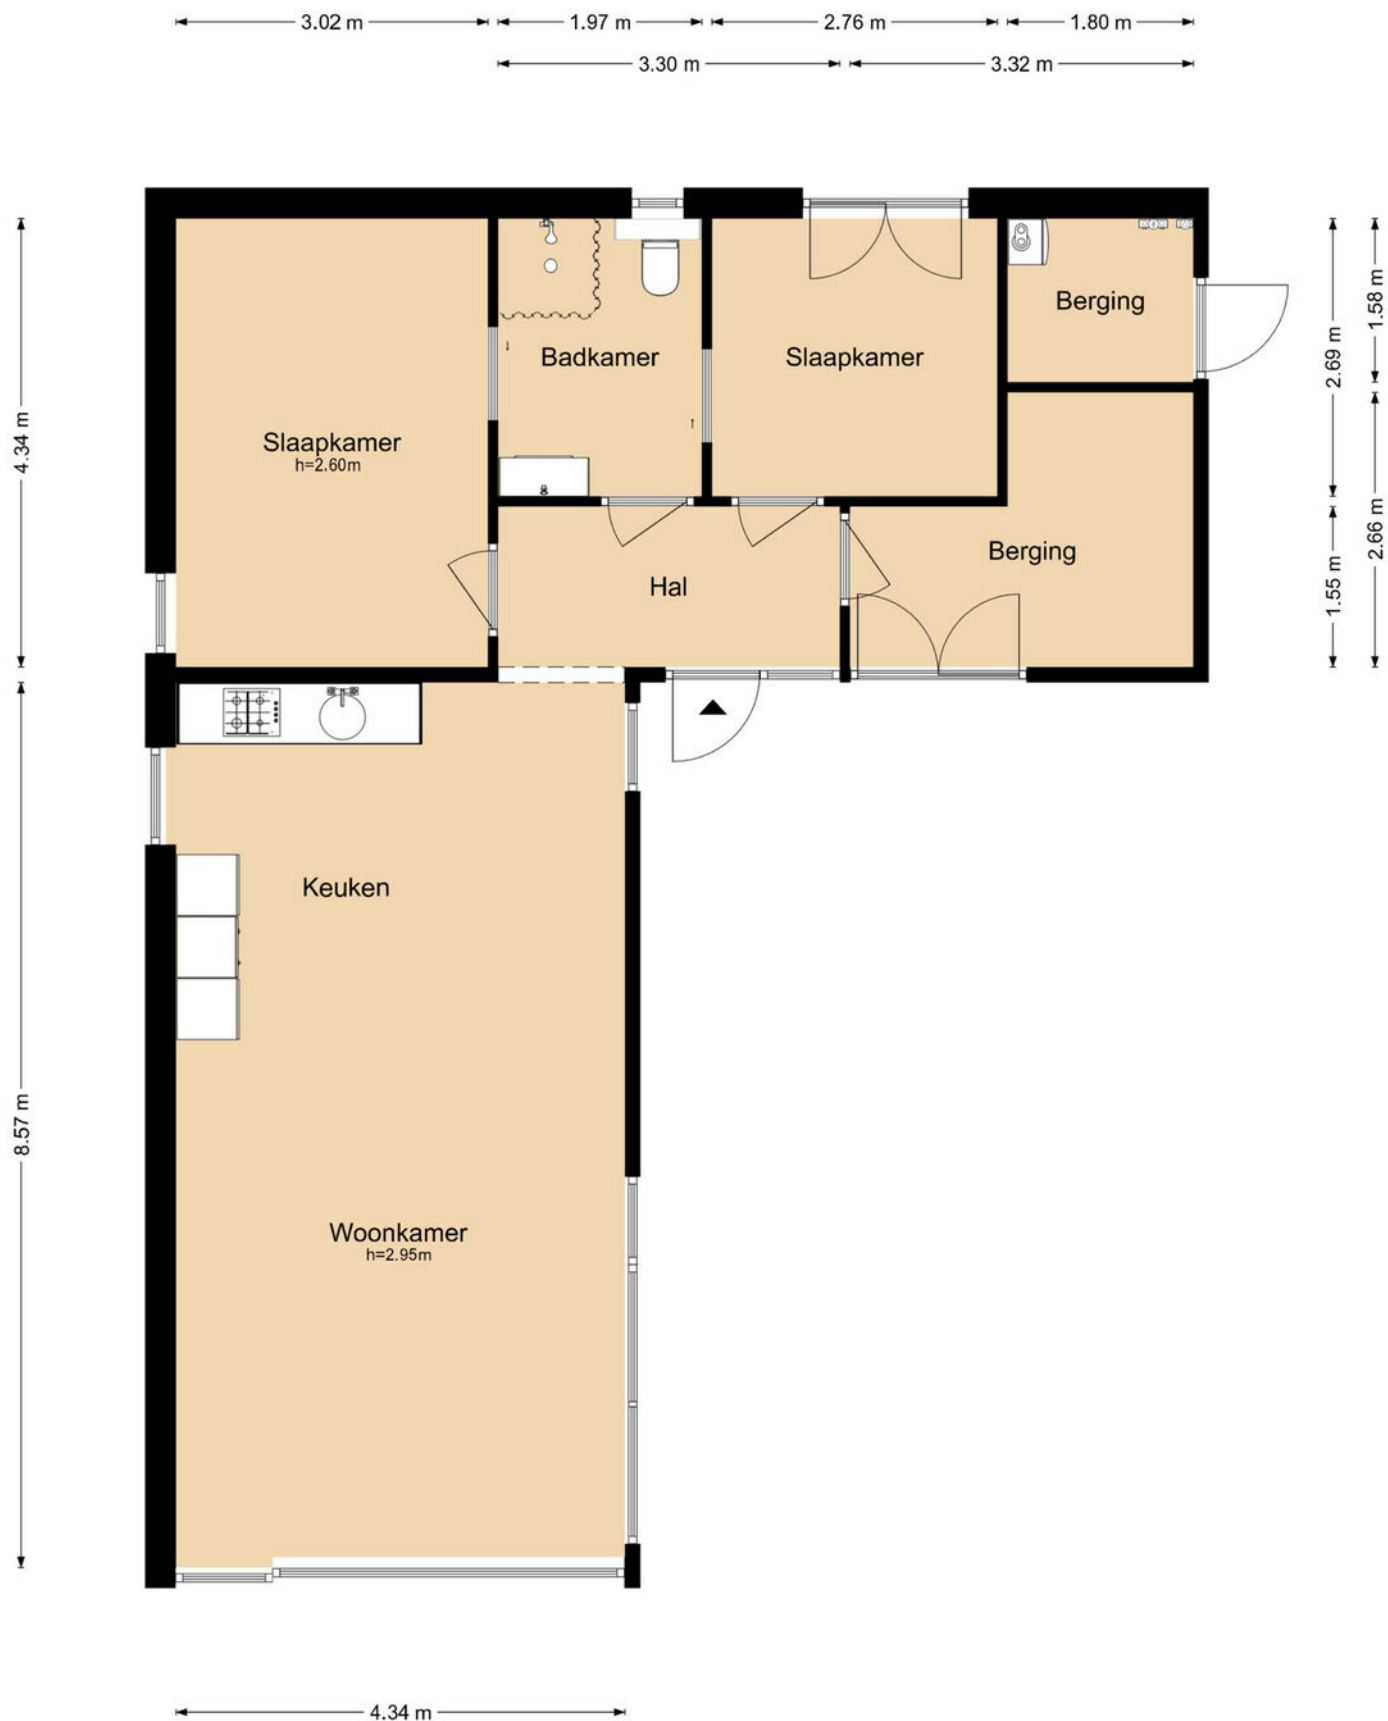 3.02 m
1.97 m
2.76 m
1.80 m
3.30 m
3.32 m
Berging
1.58 m
2.69 m
Badkamer
Slaapkamer
4.34 m
Slaapkamer
h=2.60m
2.66 m
Berging
1.55 m
Hal
Keuken
8.57 m
Woonkamer
h=2.95m
4.34 m